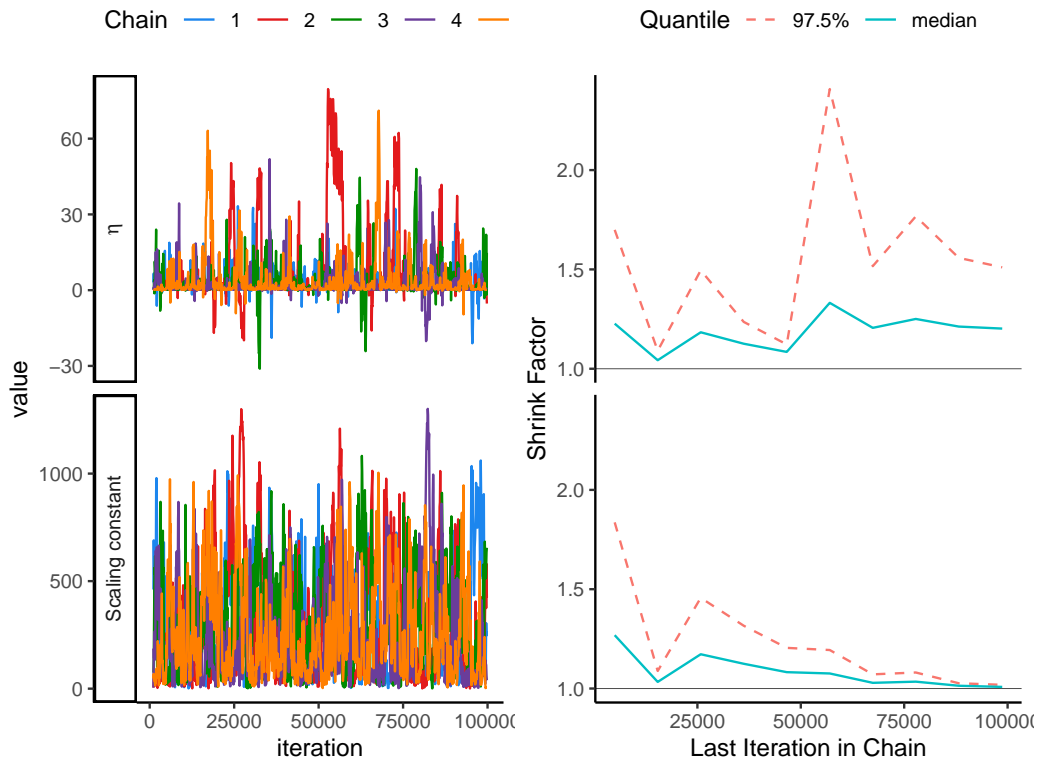 Chain 1 2 3 4
Quantile 97.5% median
value
η
60
30
0
−30
Scaling constant
1000
500
0
0 25000 50000 75000 100000
iteration
Shrink Factor
2.0
1.5
1.0
2.0
1.5
1.0
25000 50000 75000 100000
Last Iteration in Chain